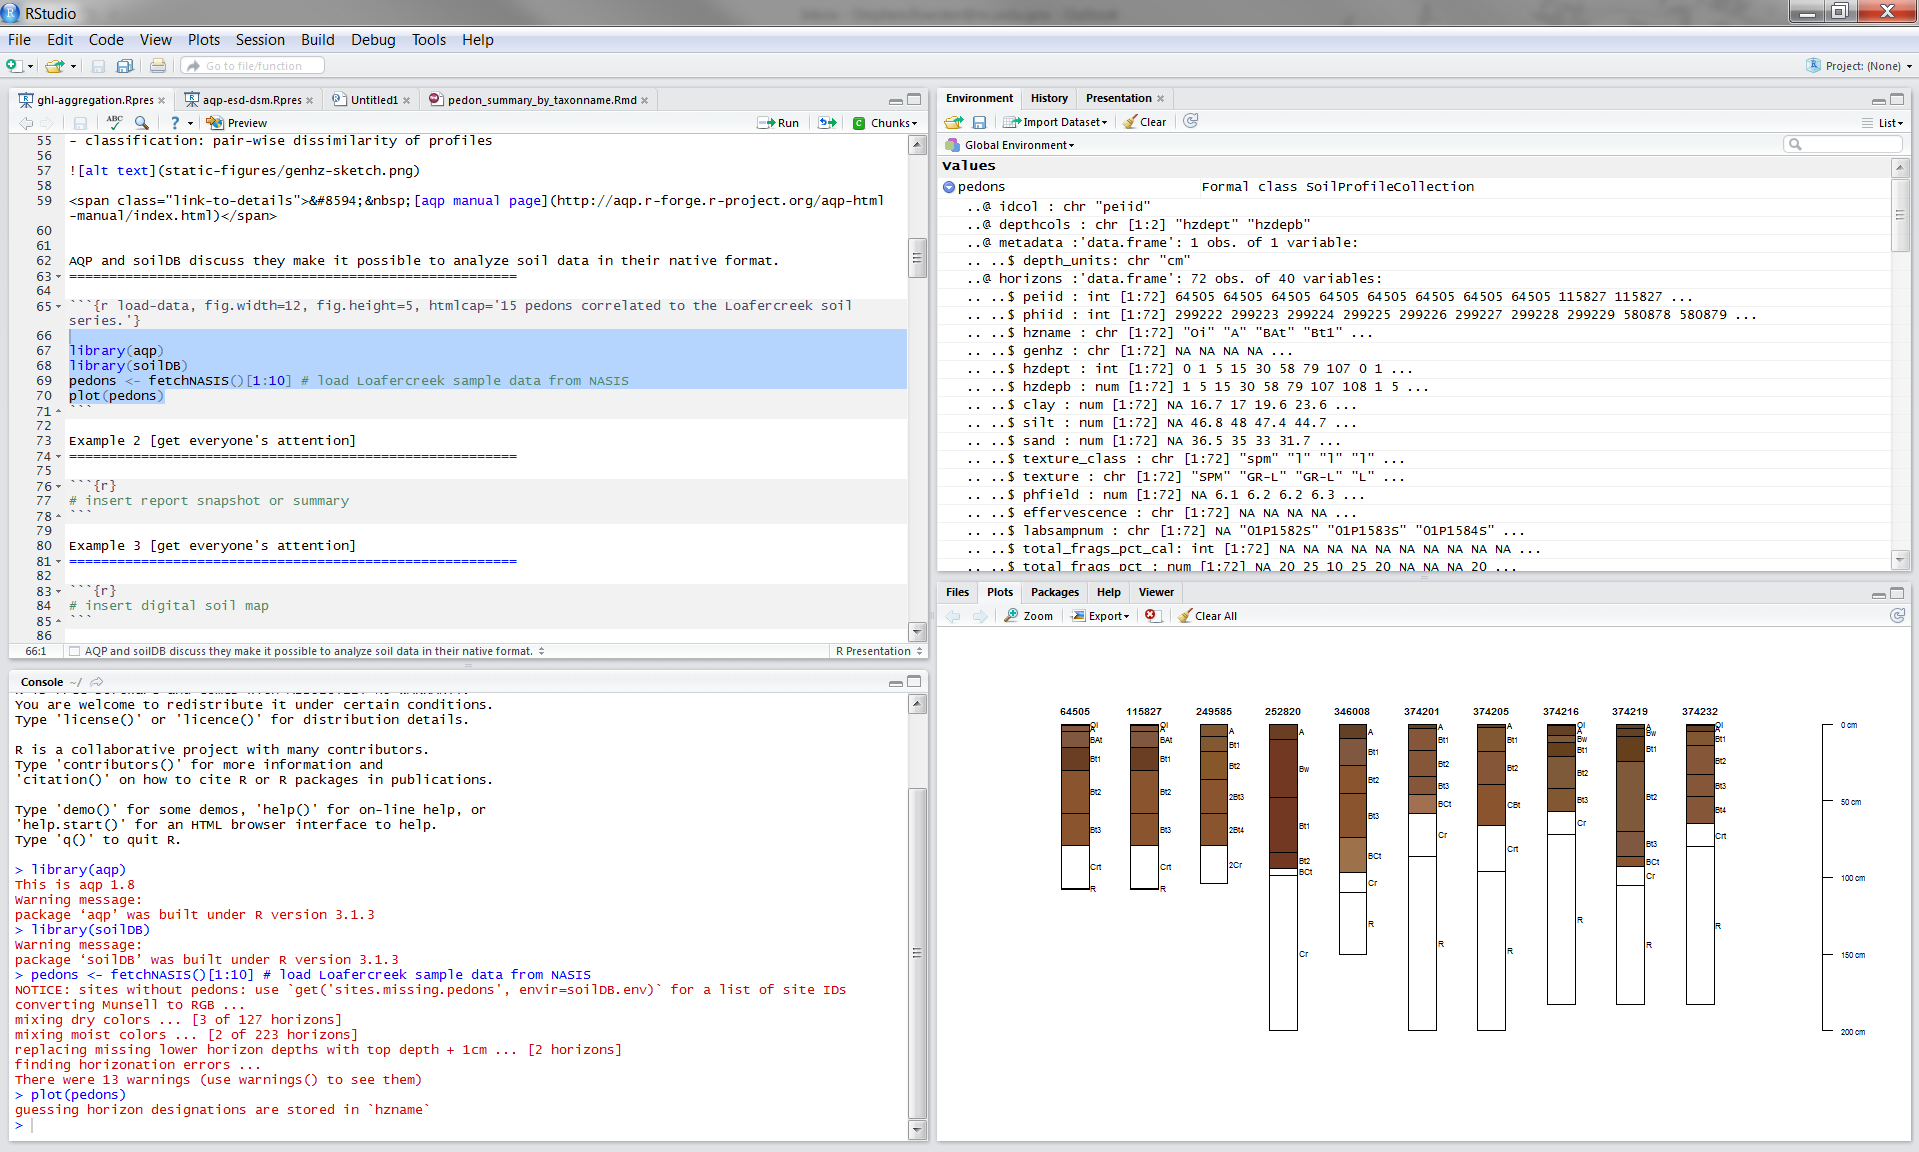 RStudio
File Edit Code View Plots Session Build Debug Tools Help
Go to file/function
Project: (None)
ghl-aggregation.Rpres
aqp-esd-dsm.Rpres
Untitled1
pedon_summary_by_taxonname.Rmd
ABC
?
Preview
Run
Chunks
55 - classification: pair-wise dissimilarity of profiles
56
57 ![alt text](static-figures/genhz-sketch.png)
58
59 <span class="link-to-details">&#8594;&nbsp;[aqp manual page](http://aqp.r-forge.r-project.org/aqp-html
-manual/index.html)</span>
60
61
62 AQP and soilDB discuss they make it possible to analyze soil data in their native format.
63 ========================================================
64
65 ```{r load-data, fig.width=12, fig.height=5, htmlcap='15 pedons correlated to the Loafercreek soil
series.'}
66
67 library(aqp)
68 library(soilDB)
69 pedons <- fetchNASIS()[1:10] # load Loafercreek sample data from NASIS
70 plot(pedons)
71 ```
72
73 Example 2 [get everyone's attention]
74 ========================================================
75
76 ```{r}
77 # insert report snapshot or summary
78 ```
79
80 Example 3 [get everyone's attention]
81 ========================================================
82
83 ```{r}
84 # insert digital soil map
85 ```
86
66:1 AQP and soilDB discuss they make it possible to analyze soil data in their native format. R Presentation
Console ~/
You are welcome to redistribute it under certain conditions.
Type 'license()' or 'licence()' for distribution details.
R is a collaborative project with many contributors.
Type 'contributors()' for more information and
'citation()' on how to cite R or R packages in publications.
Type 'demo()' for some demos, 'help()' for on-line help, or
'help.start()' for an HTML browser interface to help.
Type 'q()' to quit R.
> library(aqp)
This is aqp 1.8
Warning message:
package ‘aqp’ was built under R version 3.1.3
> library(soilDB)
Warning message:
package ‘soilDB’ was built under R version 3.1.3
> pedons <- fetchNASIS()[1:10] # load Loafercreek sample data from NASIS
NOTICE: sites without pedons: use `get('sites.missing.pedons', envir=soilDB.env)` for a list of site IDs
converting Munsell to RGB ...
mixing dry colors ... [3 of 127 horizons]
mixing moist colors ... [2 of 223 horizons]
replacing missing lower horizon depths with top depth + 1cm ... [2 horizons]
finding horizonation errors ...
There were 13 warnings (use warnings() to see them)
> plot(pedons)
guessing horizon designations are stored in `hzname`
>
Environment History Presentation
Import Dataset Clear List
Global Environment
Values
pedons Formal class SoilProfileCollection
..@ idcol : chr "peiid"
..@ depthcols : chr [1:2] "hzdept" "hzdepb"
..@ metadata :'data.frame': 1 obs. of 1 variable:
.. ..$ depth_units: chr "cm"
..@ horizons :'data.frame': 72 obs. of 40 variables:
.. ..$ peiid : int [1:72] 64505 64505 64505 64505 64505 64505 64505 64505 115827 115827 ...
.. ..$ phiid : int [1:72] 299222 299223 299224 299225 299226 299227 299228 299229 580878 580879 ...
.. ..$ hzname : chr [1:72] "Oi" "A" "BAt" "Bt1" ...
.. ..$ genhz : chr [1:72] NA NA NA NA ...
.. ..$ hzdept : int [1:72] 0 1 5 15 30 58 79 107 0 1 ...
.. ..$ hzdepb : num [1:72] 1 5 15 30 58 79 107 108 1 5 ...
.. ..$ clay : num [1:72] NA 16.7 17 19.6 23.6 ...
.. ..$ silt : num [1:72] NA 46.8 48 47.4 44.7 ...
.. ..$ sand : num [1:72] NA 36.5 35 33 31.7 ...
.. ..$ texture_class : chr [1:72] "spm" "l" "l" "l" ...
.. ..$ texture : chr [1:72] "SPM" "GR-L" "GR-L" "L" ...
.. ..$ phfield : num [1:72] NA 6.1 6.2 6.2 6.3 ...
.. ..$ effervescence : chr [1:72] NA NA NA NA ...
.. ..$ labsampnum : chr [1:72] NA "01P1582S" "01P1583S" "01P1584S" ...
.. ..$ total_frags_pct_cal: int [1:72] NA NA NA NA NA NA NA NA NA NA ...
.. ..$ total_frags_pct : num [1:72] NA 20 25 10 25 20 NA NA NA 20 ...
Files Plots Packages Help Viewer
Zoom Export Clear All
64505 115827 249585 252820 346008 374201 374205 374216 374219 374232
Oi A BAt Bt1 Bt2 Bt3 Crt R
Oi A BAt Bt1 Bt2 Bt3 Crt R
A Bt1 Bt2 2Bt3 2Bt4 2Cr
A Bw Bt1 Bt2 BCt Cr
A Bt1 Bt2 Bt3 BCt Cr R
A Bt1 Bt2 Bt3 BCt Cr R
A Bt1 Bt2 CBt Crt R
Oi A Bw Bt1 Bt2 Bt3 Cr R
A Bw Bt1 Bt2 Bt3 BCt Cr R
Oi A Bt1 Bt2 Bt3 Bt4 Crt R
0 cm
50 cm
100 cm
150 cm
200 cm